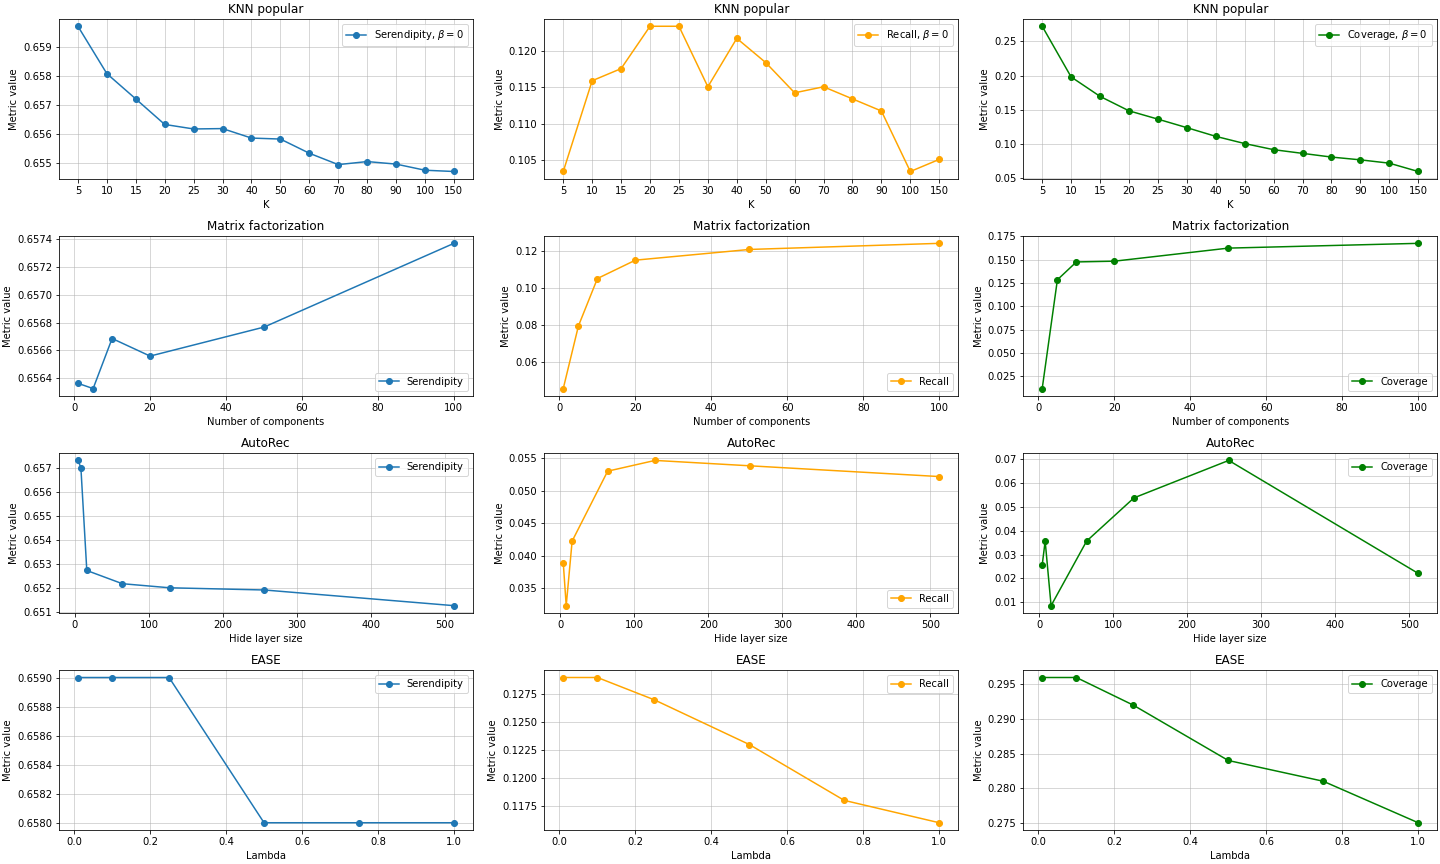 KNN popular
Metric value
0.659
0.658
0.657
0.656
0.655
Serendipity, β = 0
5 10 15 20 25 30 40 50 60 70 80 90 100 150
K
KNN popular
Metric value
0.120
0.115
0.110
0.105
Recall, β = 0
5 10 15 20 25 30 40 50 60 70 80 90 100 150
K
KNN popular
Metric value
0.25
0.20
0.15
0.10
0.05
Coverage, β = 0
5 10 15 20 25 30 40 50 60 70 80 90 100 150
K
Matrix factorization
Metric value
0.6574
0.6572
0.6570
0.6568
0.6566
0.6564
Serendipity
0 20 40 60 80 100
Number of components
Matrix factorization
Metric value
0.12
0.10
0.08
0.06
Recall
0 20 40 60 80 100
Number of components
Matrix factorization
Metric value
0.175
0.150
0.125
0.100
0.075
0.050
0.025
Coverage
0 20 40 60 80 100
Number of components
AutoRec
Metric value
0.657
0.656
0.655
0.654
0.653
0.652
0.651
Serendipity
0 100 200 300 400 500
Hide layer size
AutoRec
Metric value
0.055
0.050
0.045
0.040
0.035
Recall
0 100 200 300 400 500
Hide layer size
AutoRec
Metric value
0.07
0.06
0.05
0.04
0.03
0.02
0.01
Coverage
0 100 200 300 400 500
Hide layer size
EASE
Metric value
0.6590
0.6588
0.6586
0.6584
0.6582
0.6580
Serendipity
0.0 0.2 0.4 0.6 0.8 1.0
Lambda
EASE
Metric value
0.1275
0.1250
0.1225
0.1200
0.1175
Recall
0.0 0.2 0.4 0.6 0.8 1.0
Lambda
EASE
Metric value
0.295
0.290
0.285
0.280
0.275
Coverage
0.0 0.2 0.4 0.6 0.8 1.0
Lambda